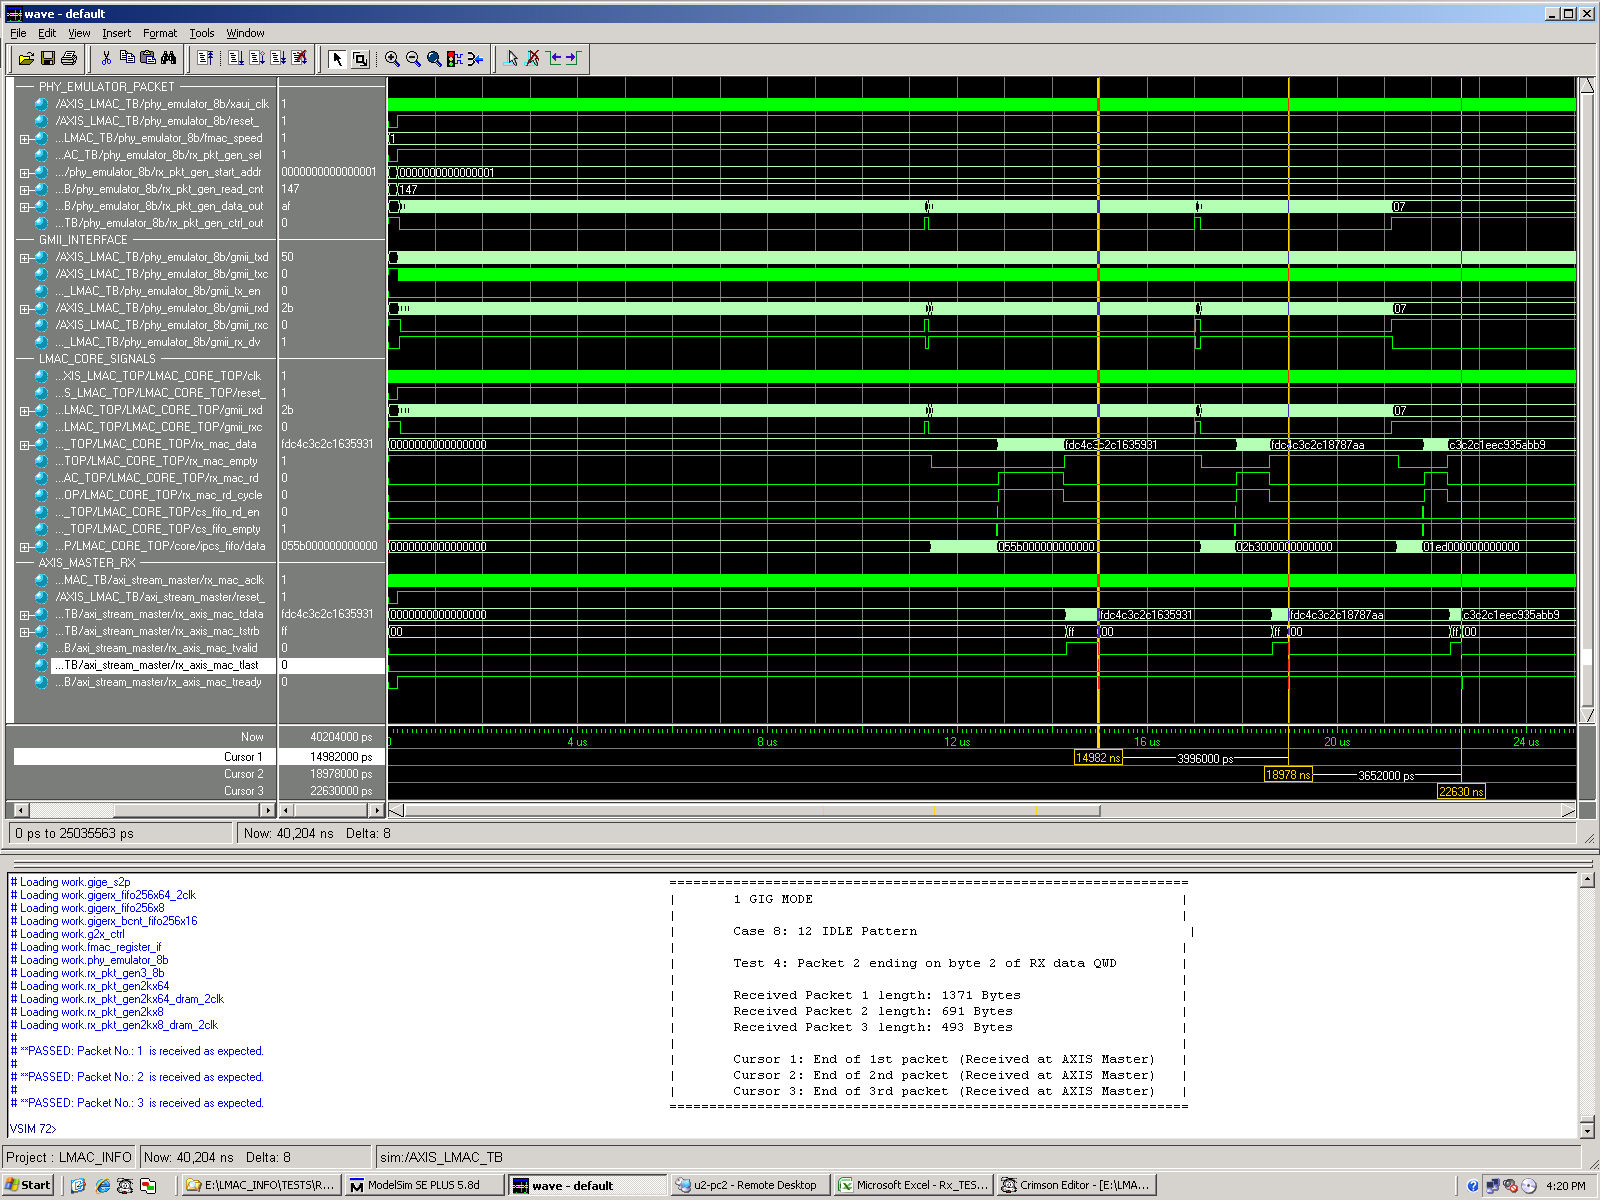 wave - default
File Edit View Insert Format Tools Window
PHY_EMULATOR_PACKET
/AXIS_LMAC_TB/phy_emulator_8b/xaui_clk 1
/AXIS_LMAC_TB/phy_emulator_8b/reset_ 1
...LMAC_TB/phy_emulator_8b/fmac_speed 1 1
...AC_TB/phy_emulator_8b/rx_pkt_gen_sel 1
.../phy_emulator_8b/rx_pkt_gen_start_addr 0000000000000001 0000000000000001
...B/phy_emulator_8b/rx_pkt_gen_read_cnt 147 147
...B/phy_emulator_8b/rx_pkt_gen_data_out af 07
...TB/phy_emulator_8b/rx_pkt_gen_ctrl_out 0
GMII_INTERFACE
/AXIS_LMAC_TB/phy_emulator_8b/gmii_txd 50
/AXIS_LMAC_TB/phy_emulator_8b/gmii_txc 0
..._LMAC_TB/phy_emulator_8b/gmii_tx_en 0
/AXIS_LMAC_TB/phy_emulator_8b/gmii_rxd 2b 07
/AXIS_LMAC_TB/phy_emulator_8b/gmii_rxc 0
..._LMAC_TB/phy_emulator_8b/gmii_rx_dv 1
LMAC_CORE_SIGNALS
...XIS_LMAC_TOP/LMAC_CORE_TOP/clk 1
...S_LMAC_TOP/LMAC_CORE_TOP/reset_ 1
...LMAC_TOP/LMAC_CORE_TOP/gmii_rxd 2b 07
...LMAC_TOP/LMAC_CORE_TOP/gmii_rxc 0
..._TOP/LMAC_CORE_TOP/rx_mac_data fdc4c3c2c1635931 0000000000000000 fdc4c3c2c1635931 fdc4c3c2c18787aa c3c2c1eec935abb9
...TOP/LMAC_CORE_TOP/rx_mac_empty 1
...AC_TOP/LMAC_CORE_TOP/rx_mac_rd 0
...OP/LMAC_CORE_TOP/rx_mac_rd_cycle 0
..._TOP/LMAC_CORE_TOP/cs_fifo_rd_en 0
..._TOP/LMAC_CORE_TOP/cs_fifo_empty 1
...P/LMAC_CORE_TOP/core/ipcs_fifo/data 055b000000000000 0000000000000000 055b000000000000 02b3000000000000 01ed000000000000
AXIS_MASTER_RX
...MAC_TB/axi_stream_master/rx_mac_aclk 1
/AXIS_LMAC_TB/axi_stream_master/reset_ 1
...TB/axi_stream_master/rx_axis_mac_tdata fdc4c3c2c1635931 0000000000000000 fdc4c3c2c1635931 fdc4c3c2c18787aa c3c2c1eec935abb9
...TB/axi_stream_master/rx_axis_mac_tstrb ff 00 ff 00 ff 00 ff 00
...B/axi_stream_master/rx_axis_mac_tvalid 0
...TB/axi_stream_master/rx_axis_mac_tlast 0
...B/axi_stream_master/rx_axis_mac_tready 0
Now 40204000 ps 0 4 us 8 us 12 us 16 us 20 us 24 us
Cursor 1 14982000 ps 14982 ns 3996000 ps
Cursor 2 18978000 ps 18978 ns 3652000 ps
Cursor 3 22630000 ps 22630 ns
0 ps to 25035563 ps Now: 40,204 ns Delta: 8
# Loading work.gige_s2p
# Loading work.gigerx_fifo256x64_2clk
# Loading work.gigerx_fifo256x8
# Loading work.gigerx_bcnt_fifo256x16
# Loading work.g2x_ctrl
# Loading work.fmac_register_if
# Loading work.phy_emulator_8b
# Loading work.rx_pkt_gen3_8b
# Loading work.rx_pkt_gen2kx64
# Loading work.rx_pkt_gen2kx64_dram_2clk
# Loading work.rx_pkt_gen2kx8
# Loading work.rx_pkt_gen2kx8_dram_2clk
#
# **PASSED: Packet No.: 1 is received as expected.
#
# **PASSED: Packet No.: 2 is received as expected.
#
# **PASSED: Packet No.: 3 is received as expected.
VSIM 72>
1 GIG MODE
Case 8: 12 IDLE Pattern
Test 4: Packet 2 ending on byte 2 of RX data QWD
Received Packet 1 length: 1371 Bytes
Received Packet 2 length: 691 Bytes
Received Packet 3 length: 493 Bytes
Cursor 1: End of 1st packet (Received at AXIS Master)
Cursor 2: End of 2nd packet (Received at AXIS Master)
Cursor 3: End of 3rd packet (Received at AXIS Master)
Project : LMAC_INFO Now: 40,204 ns Delta: 8 sim:/AXIS_LMAC_TB
Start E:\LMAC_INFO\TESTS\R... ModelSim SE PLUS 5.8d wave - default u2-pc2 - Remote Desktop Microsoft Excel - Rx_TES... Crimson Editor - [E:\LMA... 4:20 PM